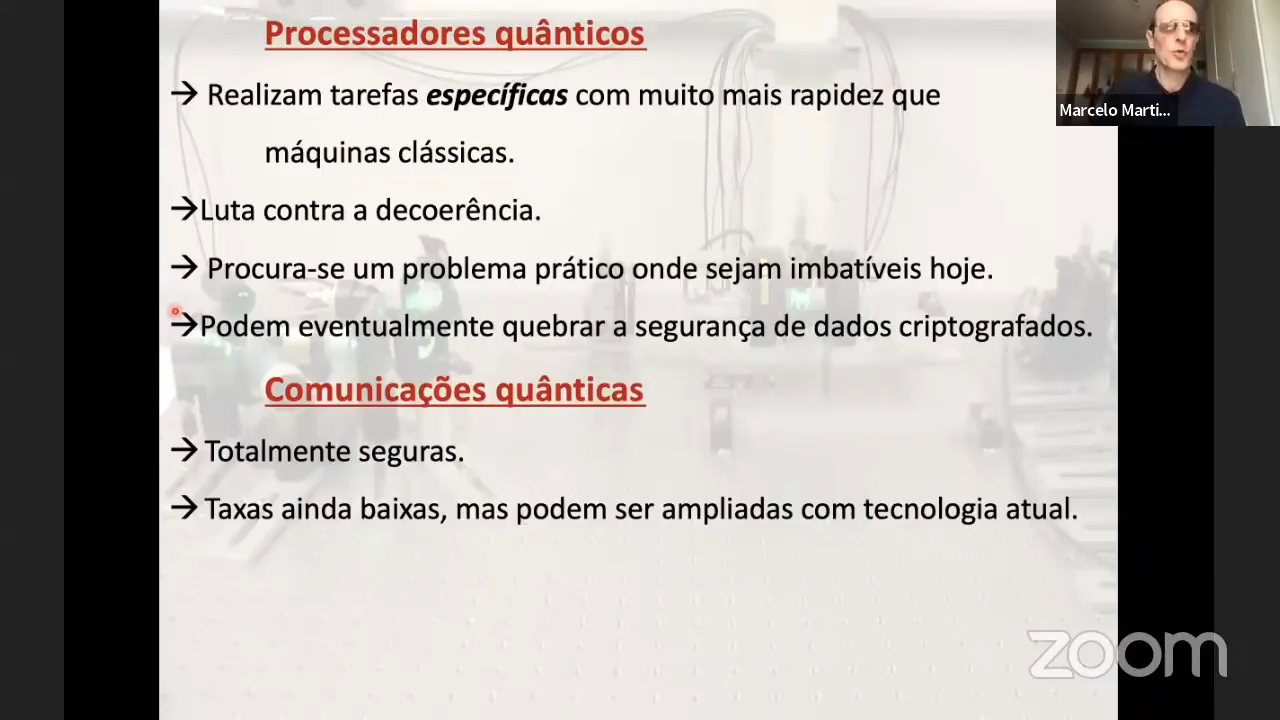 Processadores quânticos
→ Realizam tarefas específicas com muito mais rapidez que
máquinas clássicas.
→Luta contra a decoerência.
→ Procura-se um problema prático onde sejam imbatíveis hoje.
→Podem eventualmente quebrar a segurança de dados criptografados.
Comunicações quânticas
→ Totalmente seguras.
→ Taxas ainda baixas, mas podem ser ampliadas com tecnologia atual.
Marcelo Marti...
zoom